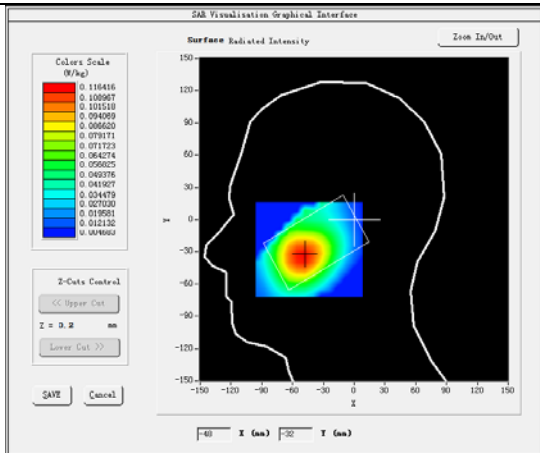 SAR Visualisation Graphical Interface
Surface Radiated Intensity
Zoom In/Out
Colors Scale
(W/kg)
0.116416
0.108967
0.101518
0.094069
0.086620
0.079171
0.071723
0.064274
0.056825
0.049376
0.041927
0.034479
0.027030
0.019581
0.012132
0.004683
150-
120-
90-
60-
30-
Y
0-
-30-
-60-
-90-
-120-
-150-
-150 -120 -90 -60 -30 0 30 60 90 120 150
X
Z-Cuts Control
<< Upper Cut
Z = 0.2 mm
Lower Cut >>
SAVE Cancel
-48 X (mm) -32 Y (mm)